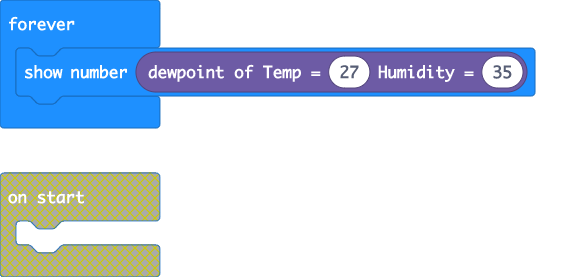 forever
show number dewpoint of Temp = 27 Humidity = 35
on start